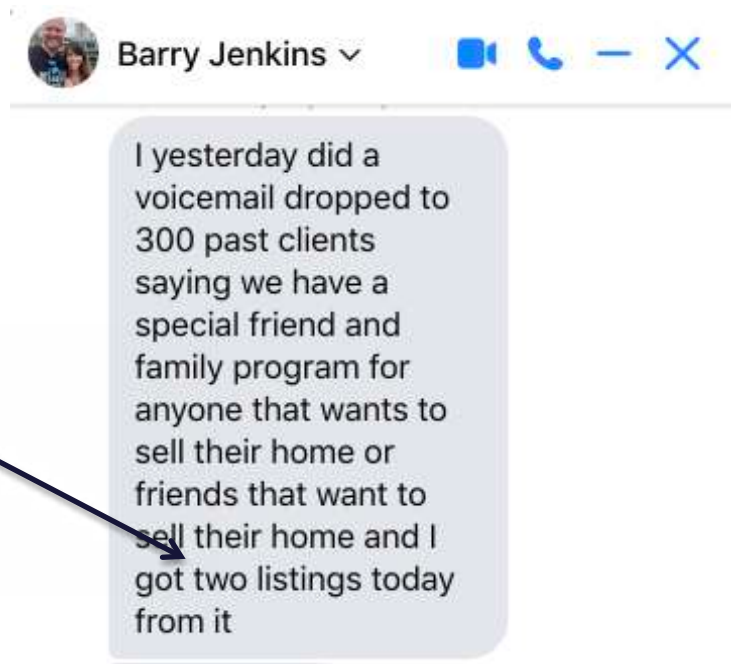 Barry Jenkins
I yesterday did a
voicemail dropped to
300 past clients
saying we have a
special friend and
family program for
anyone that wants to
sell their home or
friends that want to
sell their home and I
got two listings today
from it